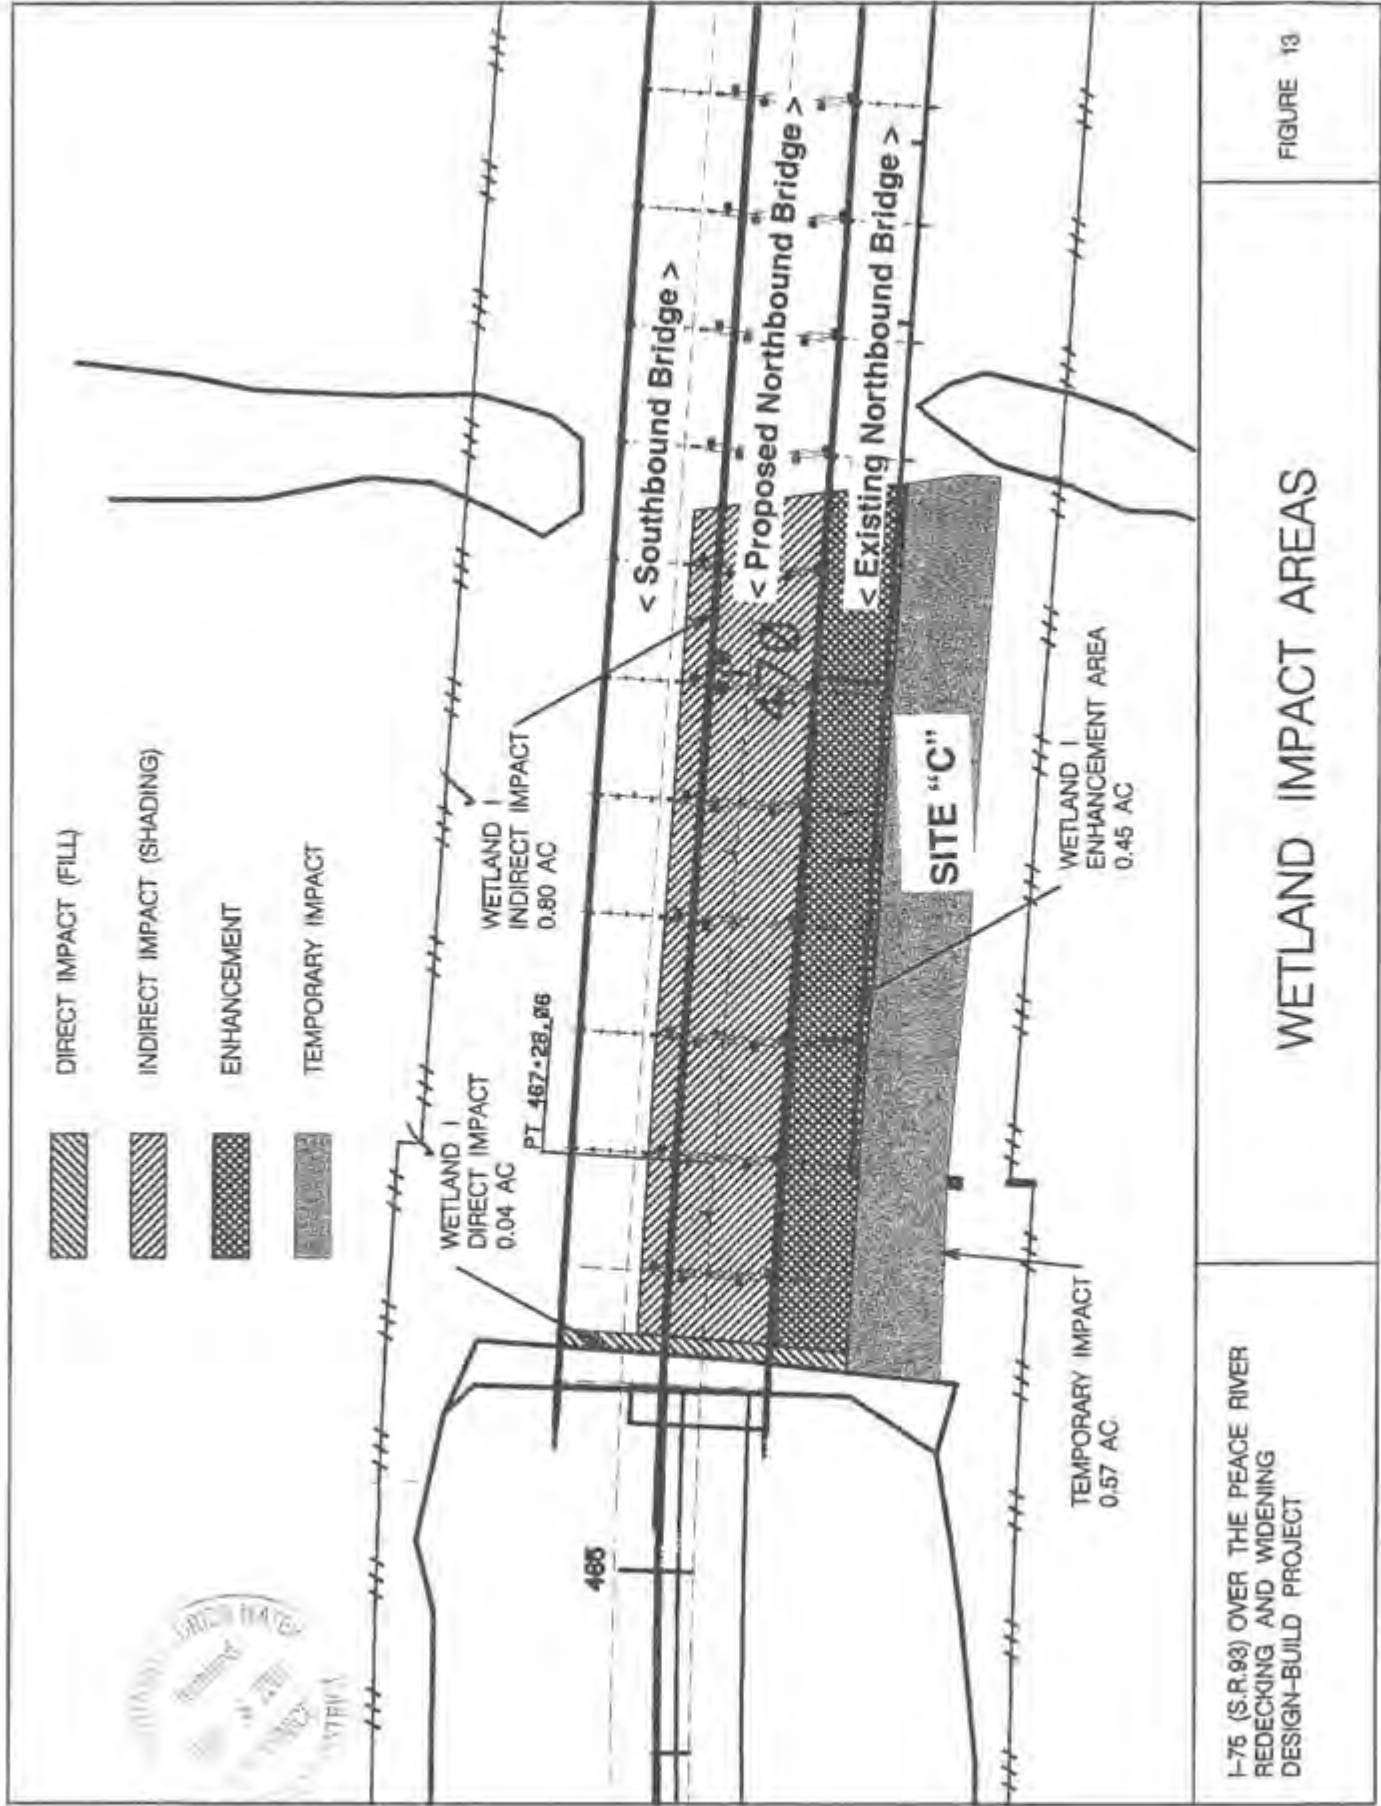 DIRECT IMPACT (FILL)
INDIRECT IMPACT (SHADING)
ENHANCEMENT
TEMPORARY IMPACT
WETLAND I
DIRECT IMPACT
0.04 AC
PT 467+28.06
WETLAND I
INDIRECT IMPACT
0.80 AC
465
470
< Southbound Bridge >
< Proposed Northbound Bridge >
< Existing Northbound Bridge >
SITE "C"
TEMPORARY IMPACT
0.57 AC.
WETLAND I
ENHANCEMENT AREA
0.45 AC
I-75 (S.R.93) OVER THE PEACE RIVER
REDECKING AND WIDENING
DESIGN-BUILD PROJECT
WETLAND IMPACT AREAS
FIGURE 13